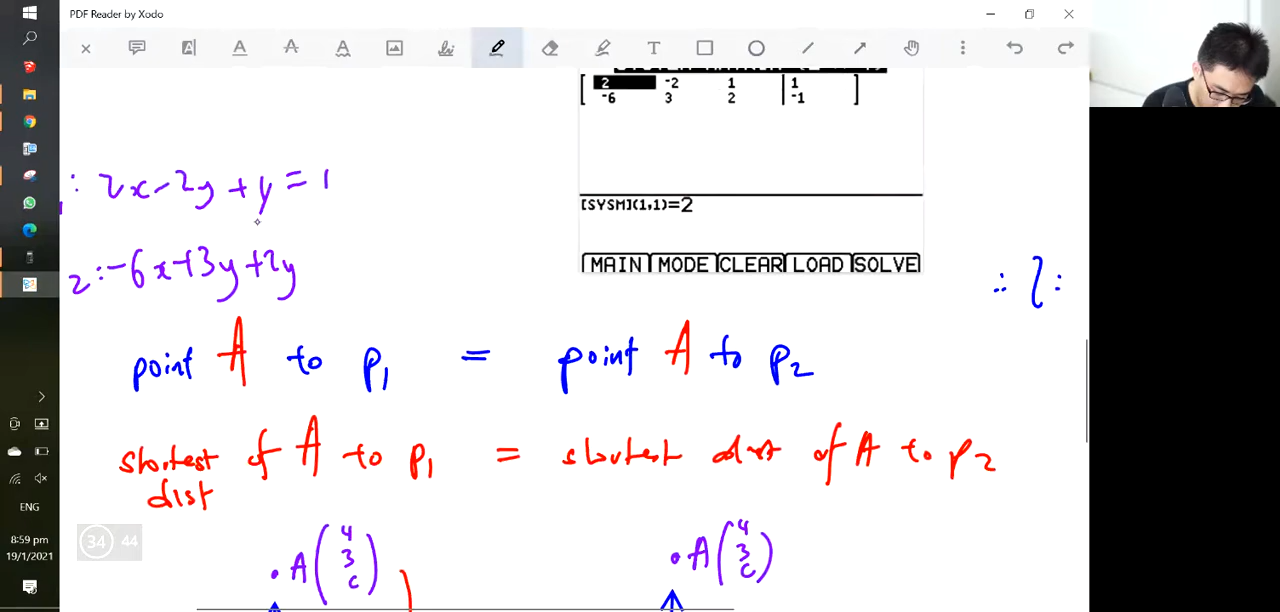 PDF Reader by Xodo
2 -2 1 1
-6 3 2 -1
: 2x-2y+y=1
[SYSM](1,1)=2
2:-6x+3y+2y
MAIN MODE CLEAR LOAD SOLVE
∴ l:
point A to p1 = point A to p2
shortest of A to p1 = shortest dist of A to p2
dist
ENG
8:59 pm
19/1/2021
34 44
A (4 3 c)
A (4 3 c)